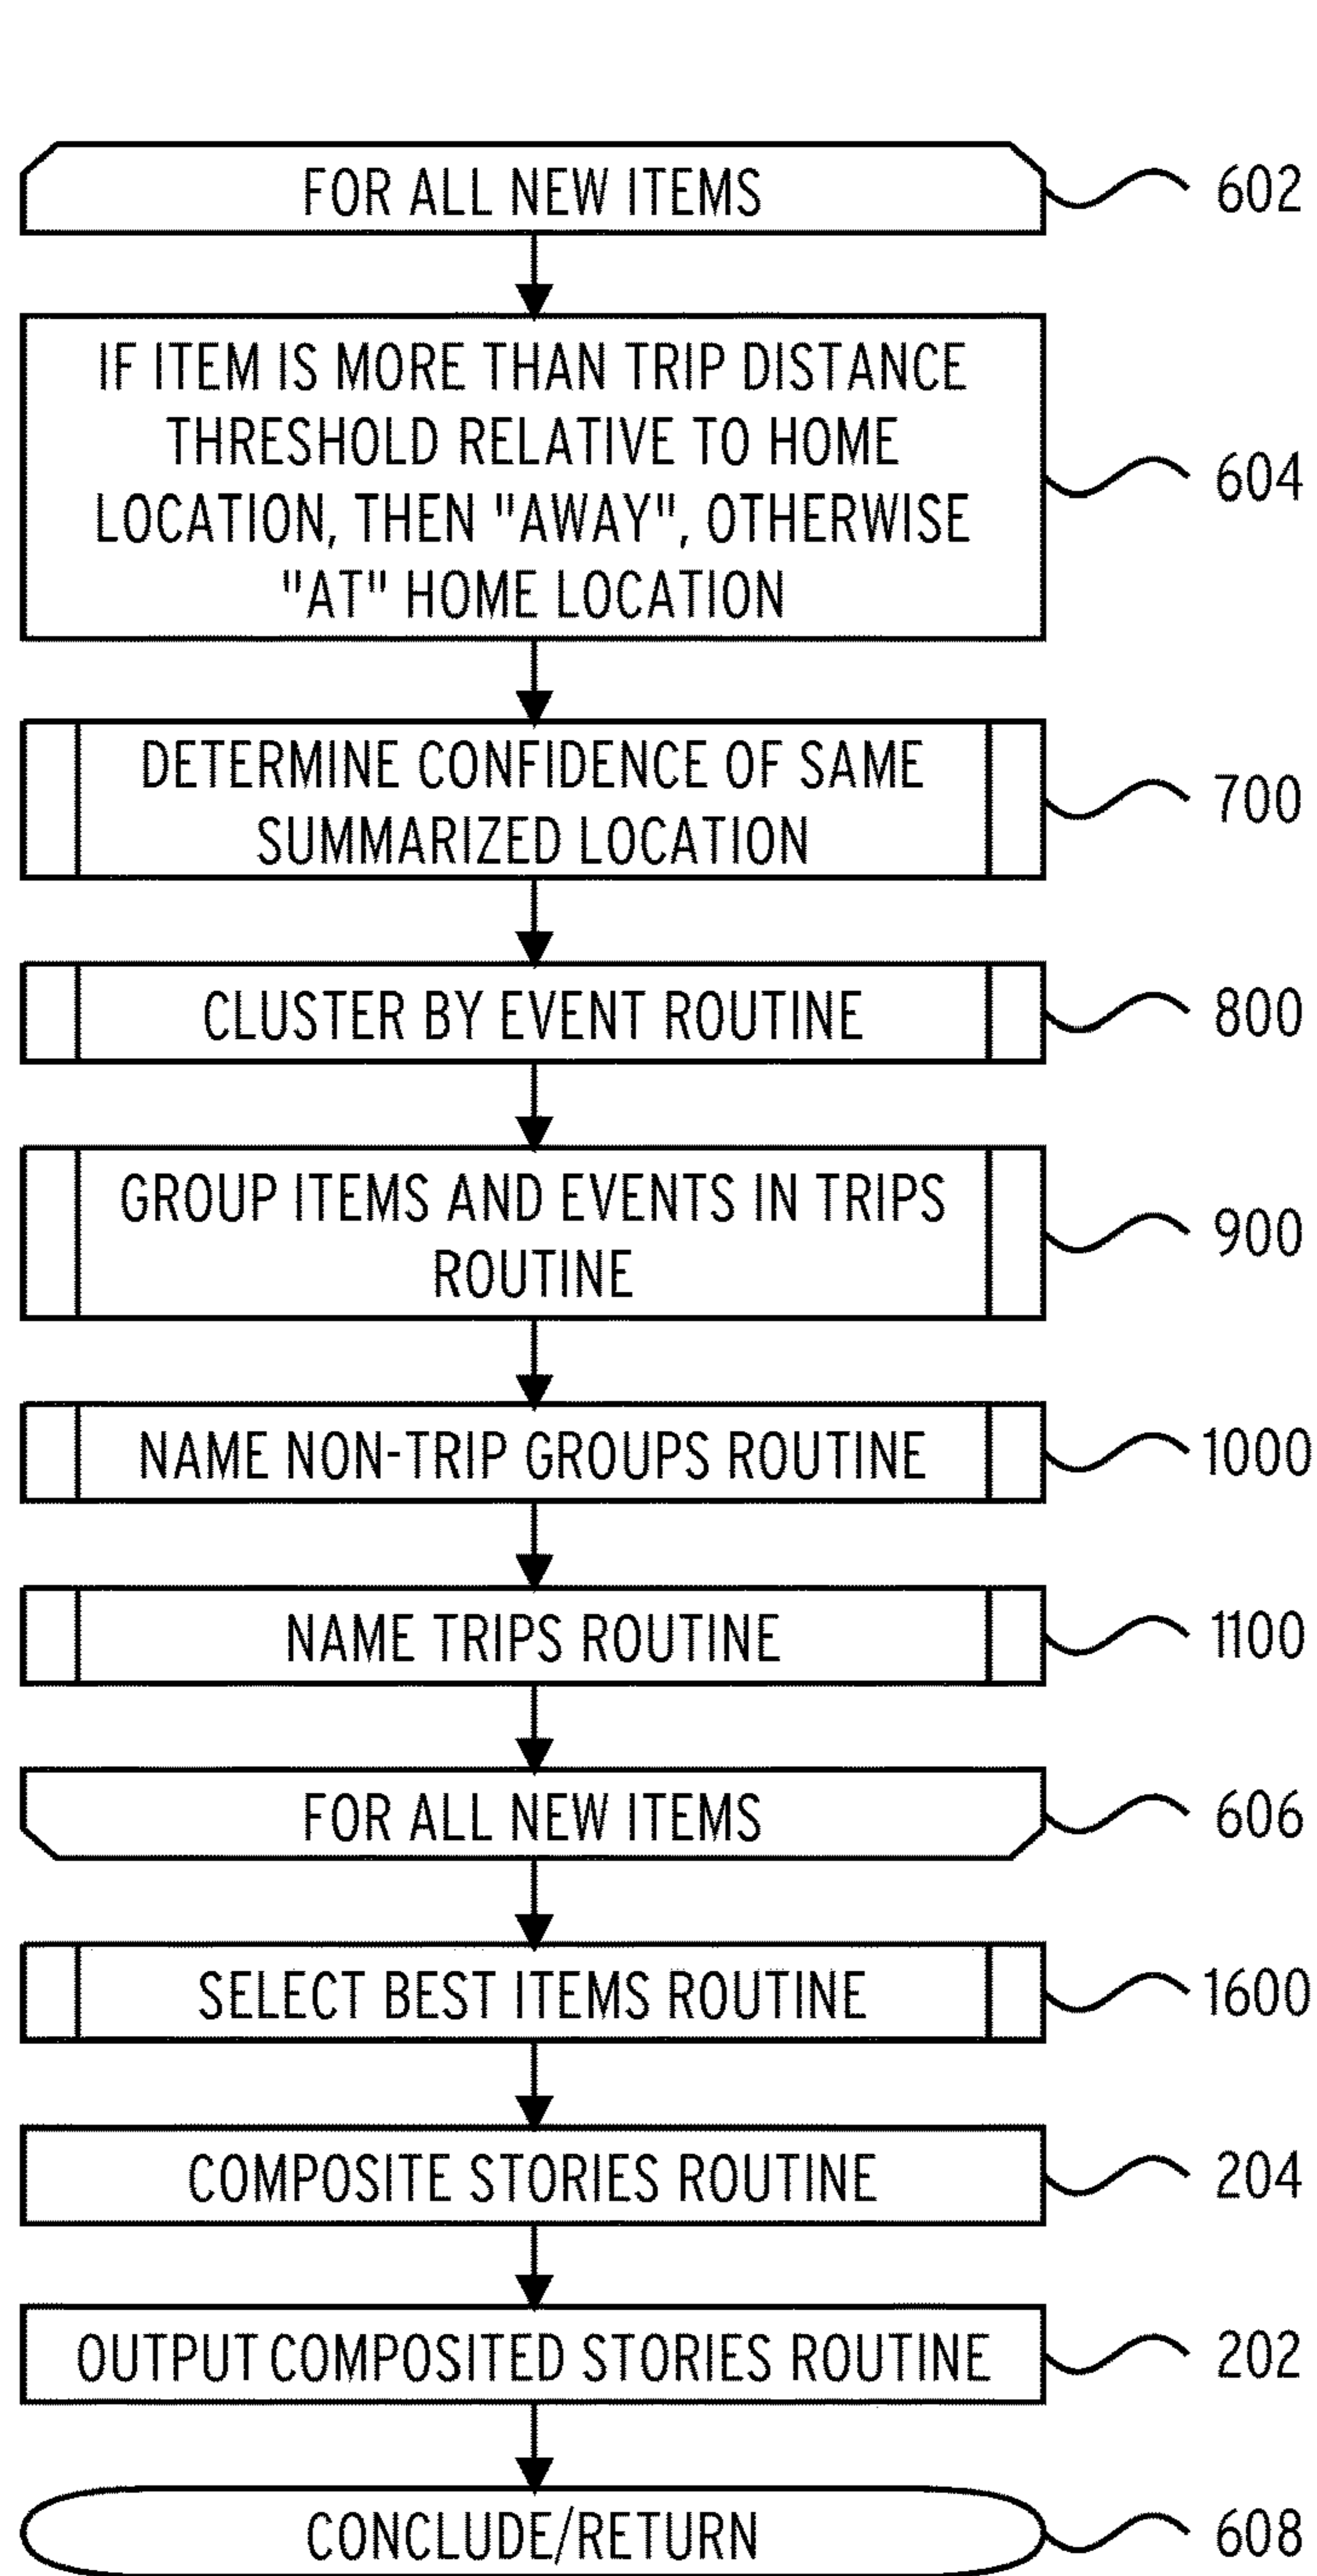 FOR ALL NEW ITEMS
602
IF ITEM IS MORE THAN TRIP DISTANCE
THRESHOLD RELATIVE TO HOME
LOCATION, THEN "AWAY", OTHERWISE
"AT" HOME LOCATION
604
DETERMINE CONFIDENCE OF SAME
SUMMARIZED LOCATION
700
CLUSTER BY EVENT ROUTINE
800
GROUP ITEMS AND EVENTS IN TRIPS
ROUTINE
900
NAME NON-TRIP GROUPS ROUTINE
1000
NAME TRIPS ROUTINE
1100
FOR ALL NEW ITEMS
606
SELECT BEST ITEMS ROUTINE
1600
COMPOSITE STORIES ROUTINE
204
OUTPUT COMPOSITED STORIES ROUTINE
202
CONCLUDE/RETURN
608